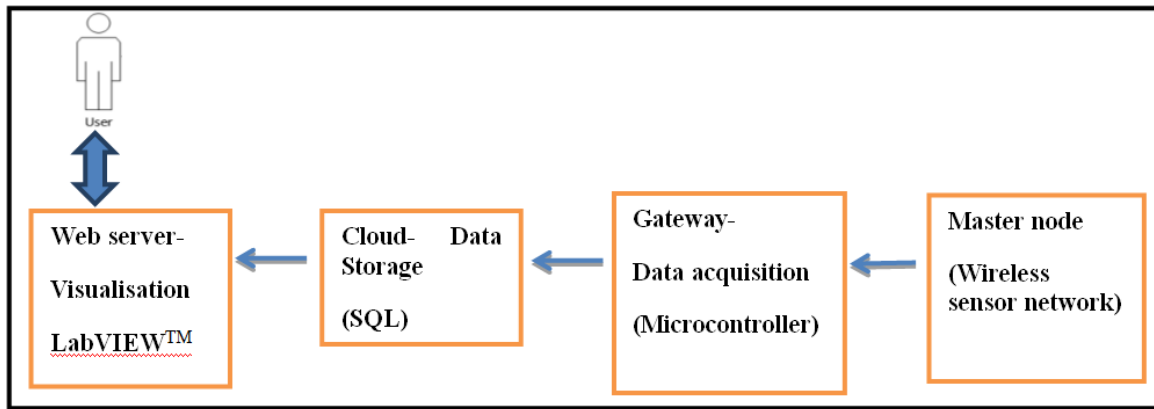 User
Web server-
Visualisation
LabVIEW™
Cloud- Data
Storage
(SQL)
Gateway-
Data acquisition
(Microcontroller)
Master node
(Wireless
sensor network)